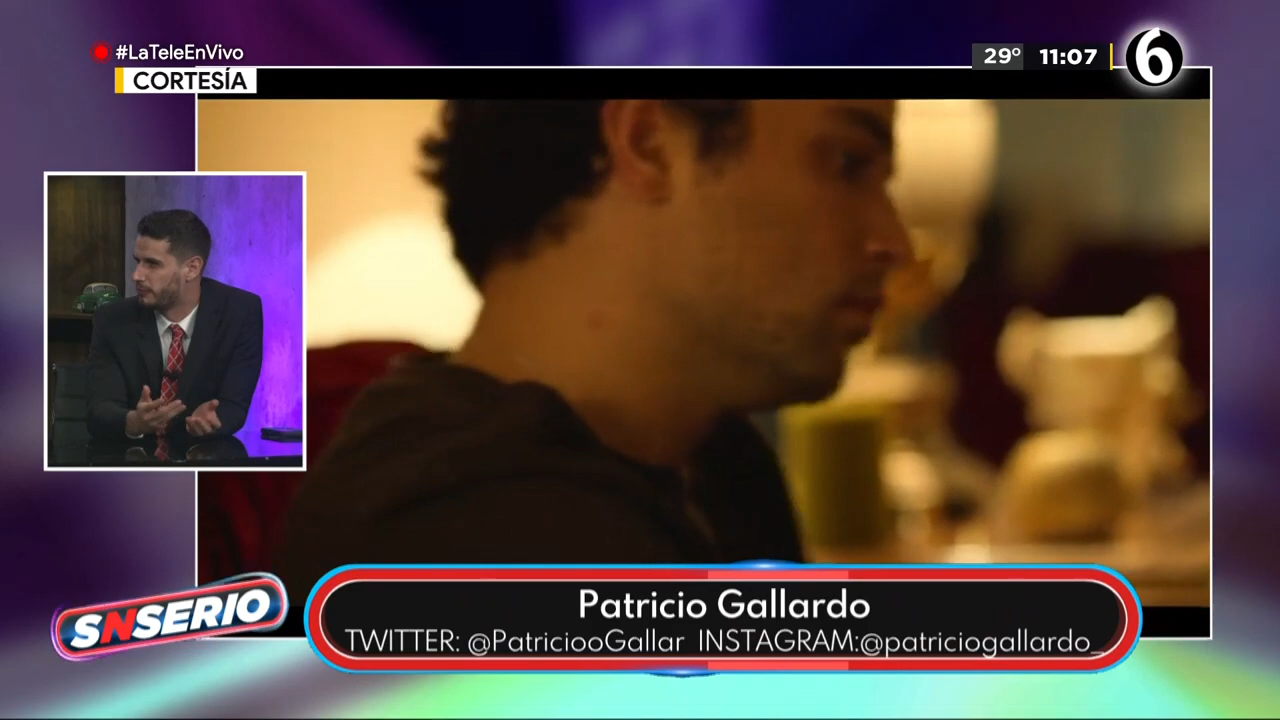 #LaTeleEnVivo
29° 11:07 6
CORTESÍA
SNSERIO
Patricio Gallardo
TWITTER: @PatriciooGallar INSTAGRAM:@patriciogallardo_